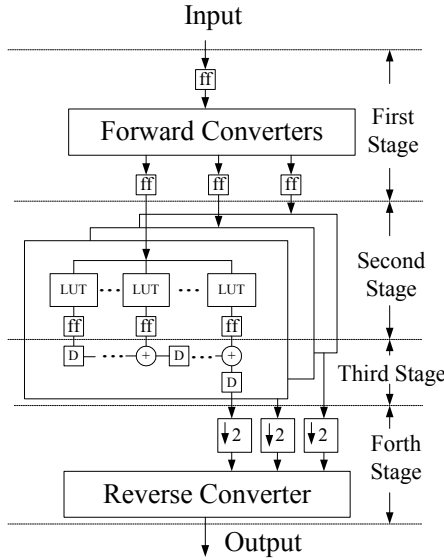 Input
ff
Forward Converters
First
Stage
ff ff ff
Second
Stage
LUT ... LUT ... LUT
ff ff ff
D ... + D ... +
Third Stage
D
↓2 ↓2 ↓2
Forth
Stage
Reverse Converter
Output